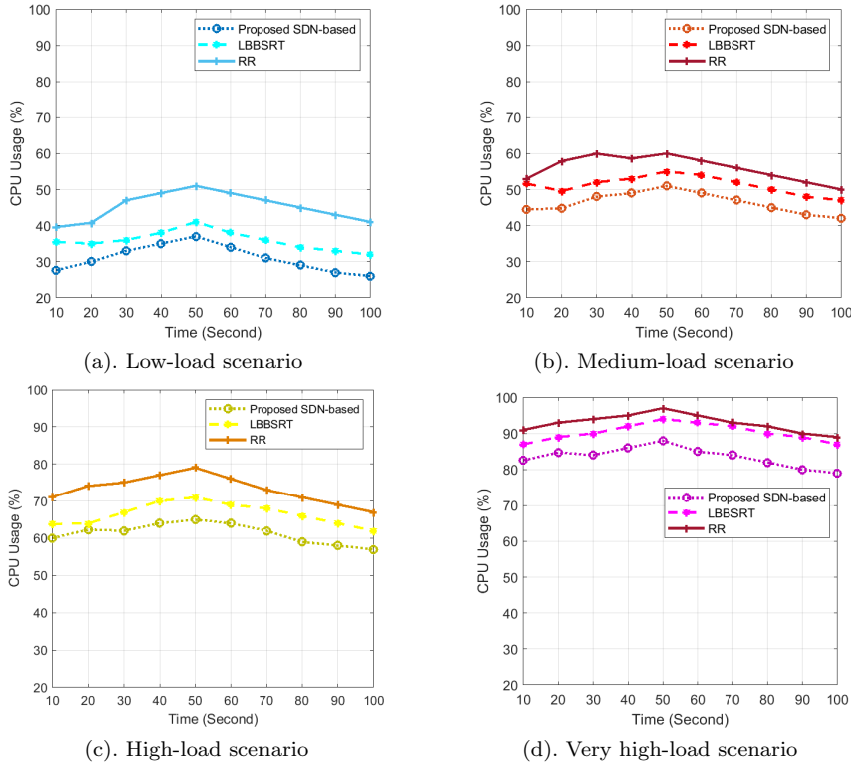 Proposed SDN-based
LBBSRT
RR
CPU Usage (%)
100
90
80
70
60
50
40
30
20
10 20 30 40 50 60 70 80 90 100
Time (Second)
(a). Low-load scenario
Proposed SDN-based
LBBSRT
RR
CPU Usage (%)
100
90
80
70
60
50
40
30
20
10 20 30 40 50 60 70 80 90 100
Time (Second)
(b). Medium-load scenario
Proposed SDN-based
LBBSRT
RR
CPU Usage (%)
100
90
80
70
60
50
40
30
20
10 20 30 40 50 60 70 80 90 100
Time (Second)
(c). High-load scenario
Proposed SDN-based
LBBSRT
RR
CPU Usage (%)
100
90
80
70
60
50
40
30
20
10 20 30 40 50 60 70 80 90 100
Time (Second)
(d). Very high-load scenario